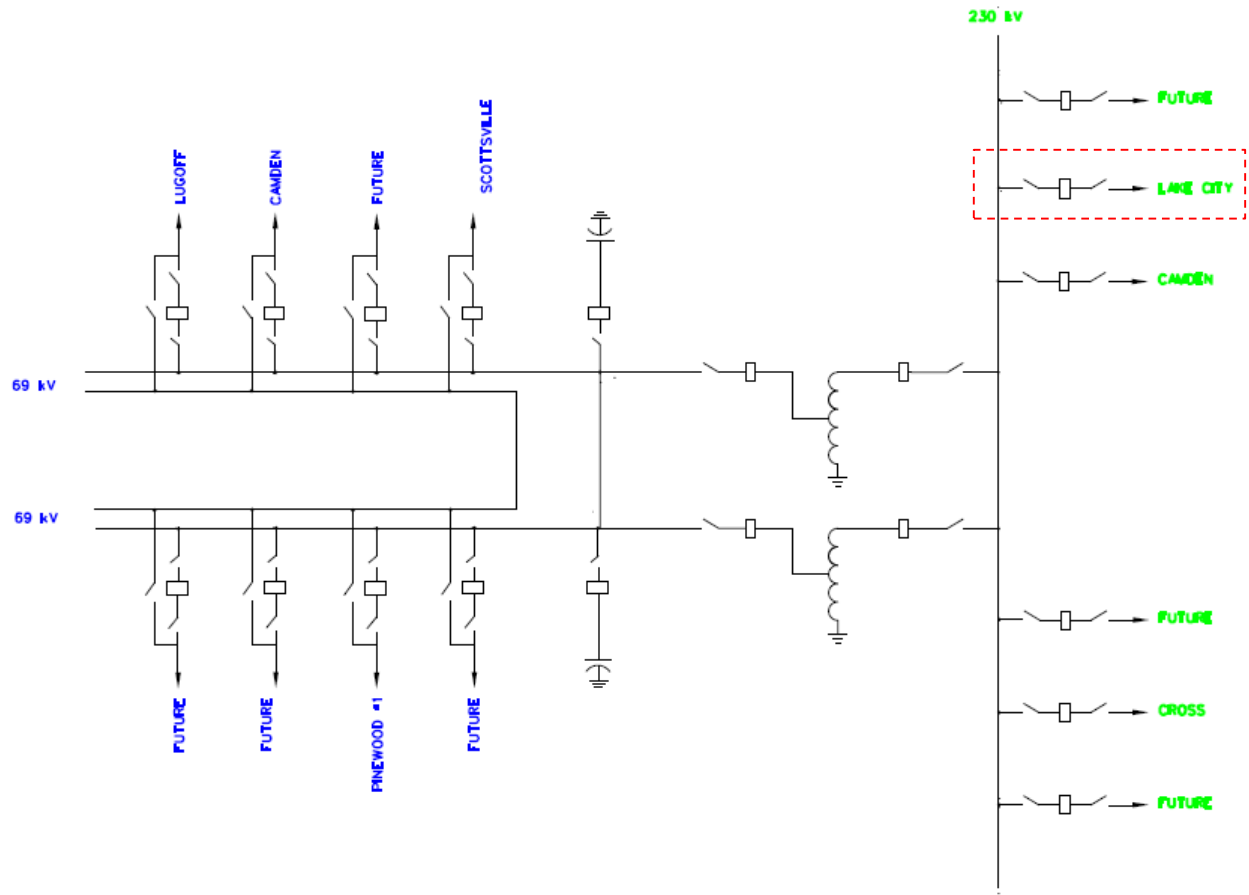 230 kV
FUTURE
LAKE CITY
CAMDEN
LUGOFF
CAMDEN
FUTURE
SCOTTSVILLE
69 kV
69 kV
FUTURE
FUTURE
PINEWOOD #1
FUTURE
FUTURE
CROSS
FUTURE